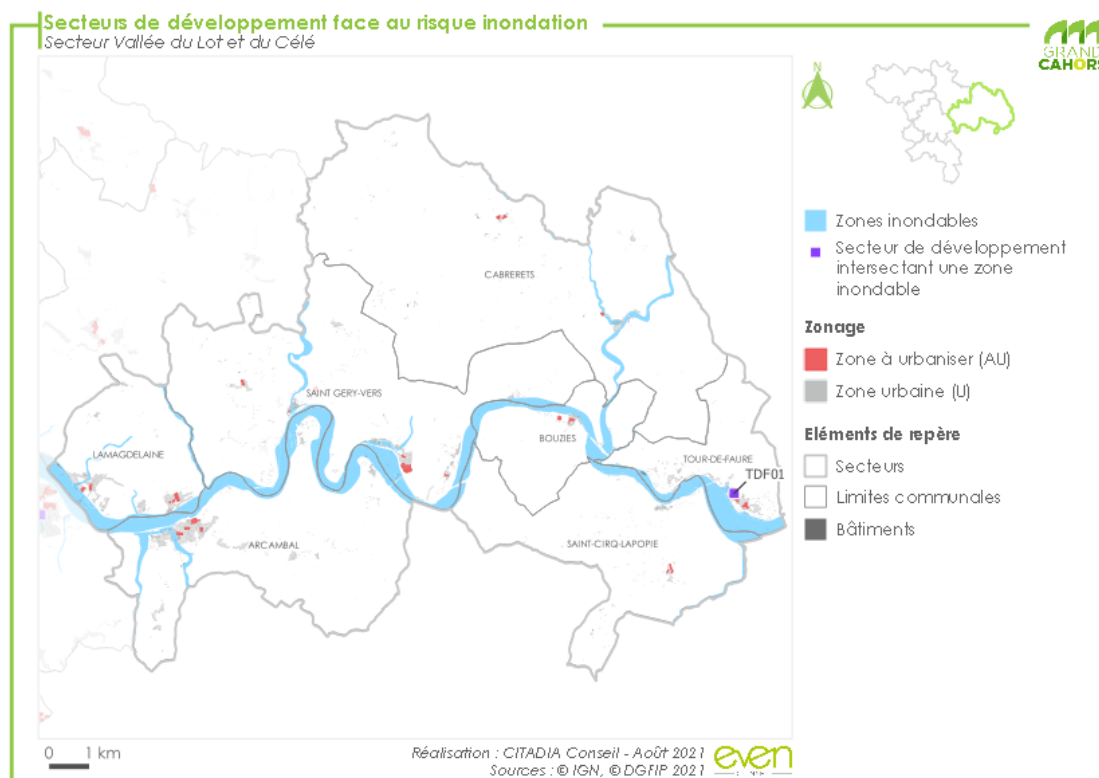 Secteurs de développement face au risque inondation
Secteur Vallée du Lot et du Célé
GRAND
CAHORS
N
Zones inondables
Secteur de développement
intersectant une zone
inondable
Zonage
Zone à urbaniser (AU)
Zone urbaine (U)
Eléments de repère
Secteurs
Limites communales
Bâtiments
CABRERETS
SAINT GERY-VERS
LAMAGDELAINE
BOUZIES
TOUR-DE-FAURE
TDF01
ARCAMBAL
SAINT-CIRQ-LAPOPIE
0 1 km
Réalisation : CITADIA Conseil - Août 2021
Sources : © IGN, © DGFIP 2021
even